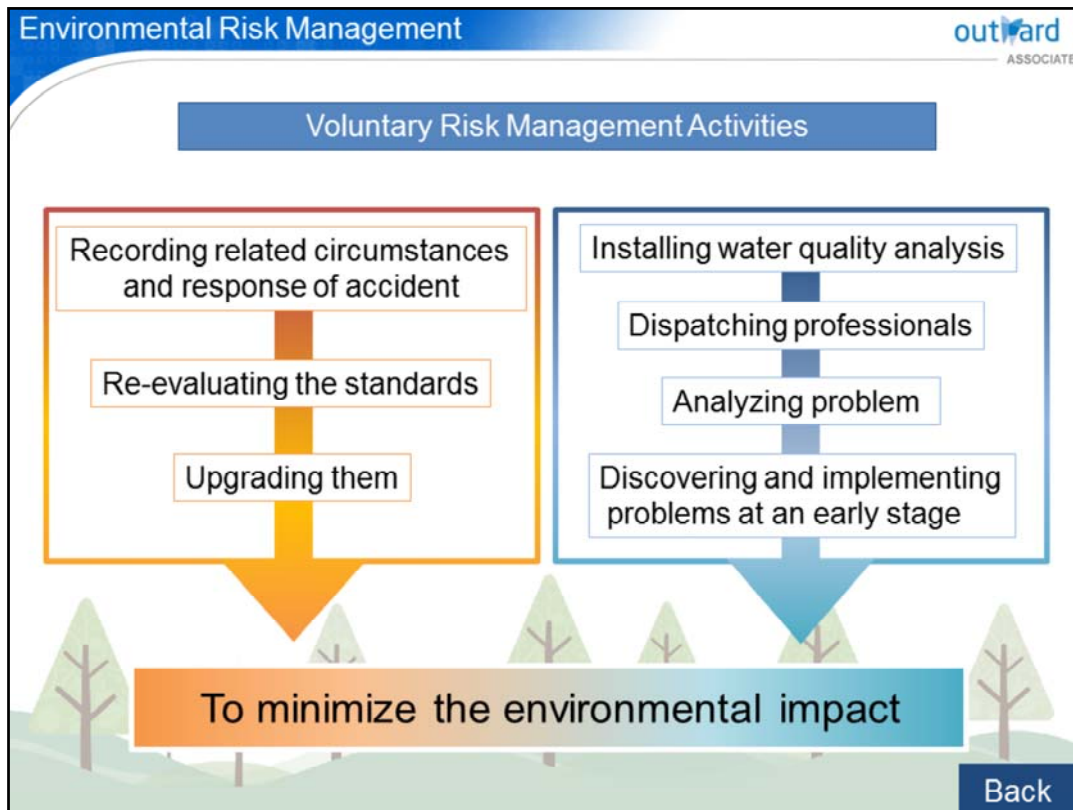 Environmental Risk Management
outward
ASSOCIATE
Voluntary Risk Management Activities
Recording related circumstances
and response of accident
Re-evaluating the standards
Upgrading them
Installing water quality analysis
Dispatching professionals
Analyzing problem
Discovering and implementing
problems at an early stage
To minimize the environmental impact
Back